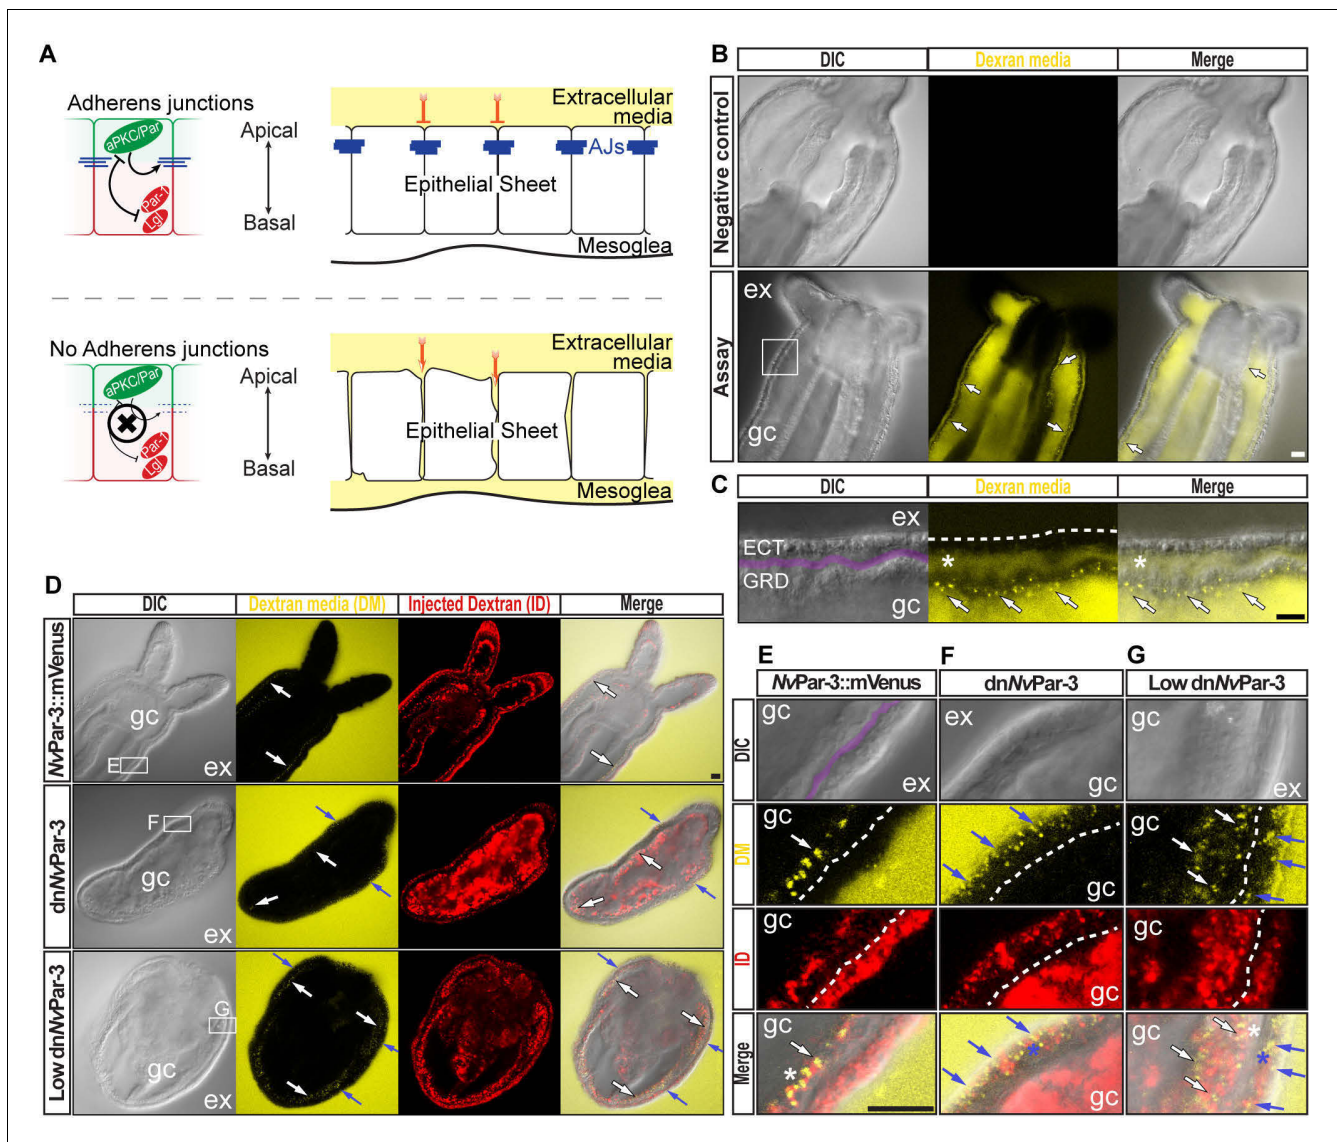 A
Adherens junctions
aPKC/Par
Par-1
Lgl
Apical
Basal
Extracellular
media
AJs
Epithelial Sheet
Mesoglea
No Adherens junctions
aPKC/Par
Par-1
Lgl
Apical
Basal
Extracellular
media
Epithelial Sheet
Mesoglea
B
DIC Dexran media Merge
Negative control
Assay
ex
gc
C
DIC Dexran media Merge
ex
ECT
GRD
gc
*
*
D
DIC Dextran media (DM) Injected Dextran (ID) Merge
NvPar-3::mVenus
gc
E
ex
dnNvPar-3
F
gc
ex
Low dnNvPar-3
G
gc
ex
E F G
NvPar-3::mVenus dnNvPar-3 Low dnNvPar-3
DIC
gc
ex
ex
gc
gc
ex
DM
gc
gc
gc
ID
gc
gc
gc
Merge
gc
*
*
gc
gc
*
*